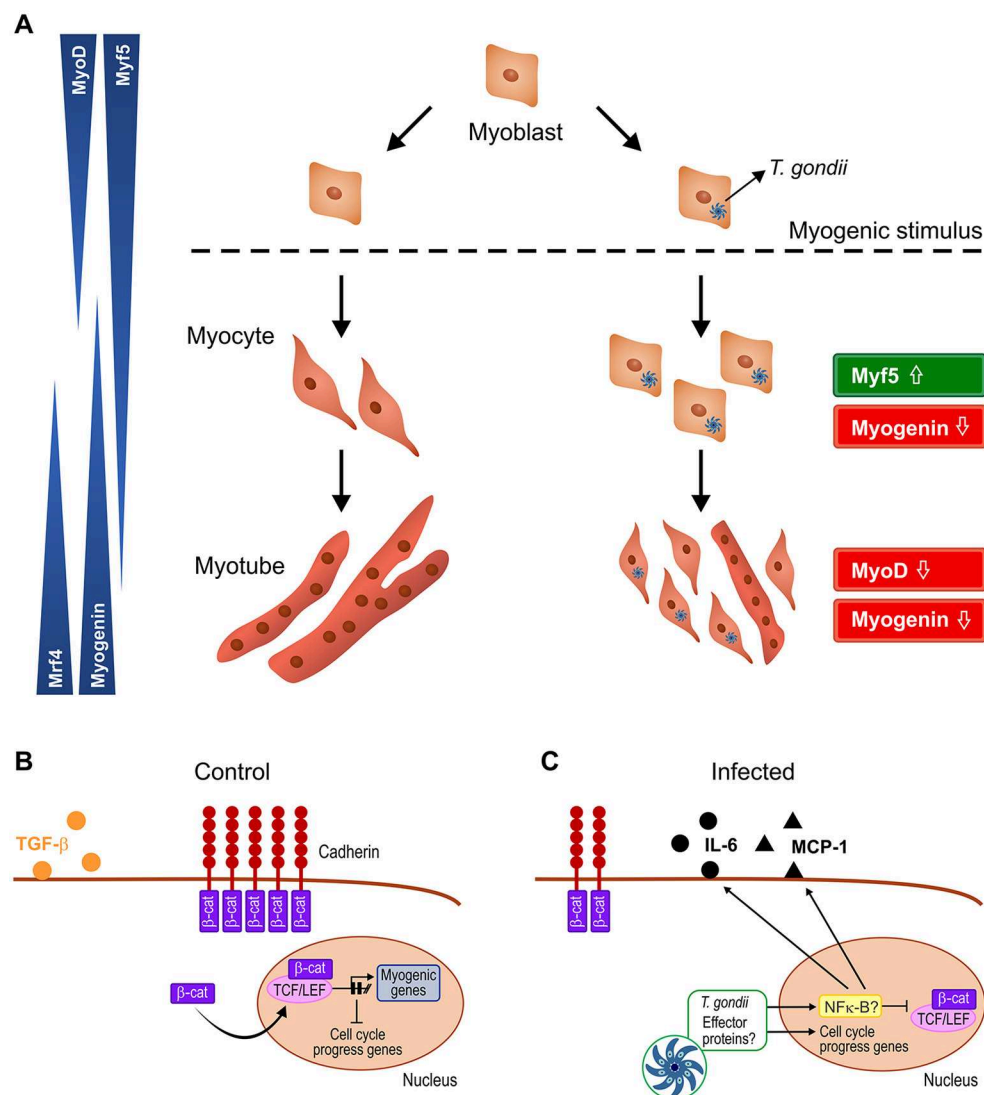 A
MyoD
Myf5
Mrf4
Myogenin
Myoblast
T. gondii
Myogenic stimulus
Myocyte
Myf5 ⇧
Myogenin ⇩
Myotube
MyoD ⇩
Myogenin ⇩
B
Control
TGF-β
Cadherin
β-cat
β-cat
β-cat
β-cat
β-cat
β-cat
β-cat
TCF/LEF
Myogenic
genes
Cell cycle
progress genes
Nucleus
C
Infected
IL-6
MCP-1
β-cat
β-cat
T. gondii
Effector
proteins?
NFκ-B?
Cell cycle
progress genes
β-cat
TCF/LEF
Nucleus